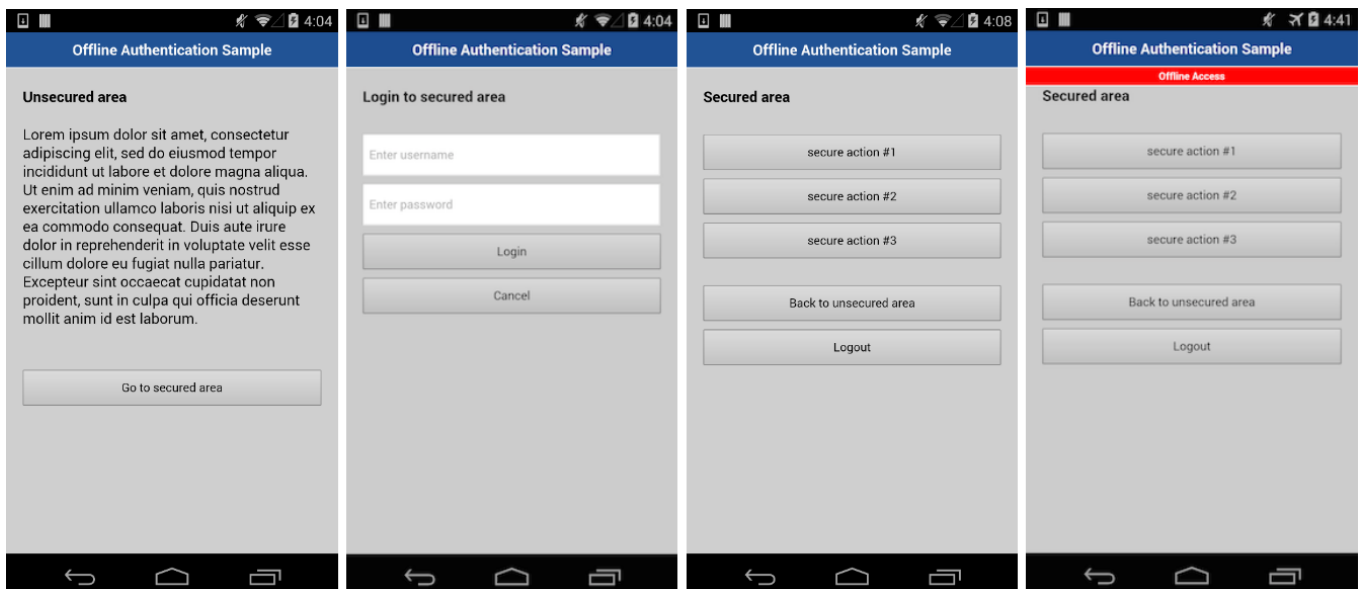 4:04
Offline Authentication Sample
Unsecured area
Lorem ipsum dolor sit amet, consectetur
adipiscing elit, sed do eiusmod tempor
incididunt ut labore et dolore magna aliqua.
Ut enim ad minim veniam, quis nostrud
exercitation ullamco laboris nisi ut aliquip ex
ea commodo consequat. Duis aute irure
dolor in reprehenderit in voluptate velit esse
cillum dolore eu fugiat nulla pariatur.
Excepteur sint occaecat cupidatat non
proident, sunt in culpa qui officia deserunt
mollit anim id est laborum.
Go to secured area
4:04
Offline Authentication Sample
Login to secured area
Enter username
Enter password
Login
Cancel
4:08
Offline Authentication Sample
Secured area
secure action #1
secure action #2
secure action #3
Back to unsecured area
Logout
4:41
Offline Authentication Sample
Offline Access
Secured area
secure action #1
secure action #2
secure action #3
Back to unsecured area
Logout